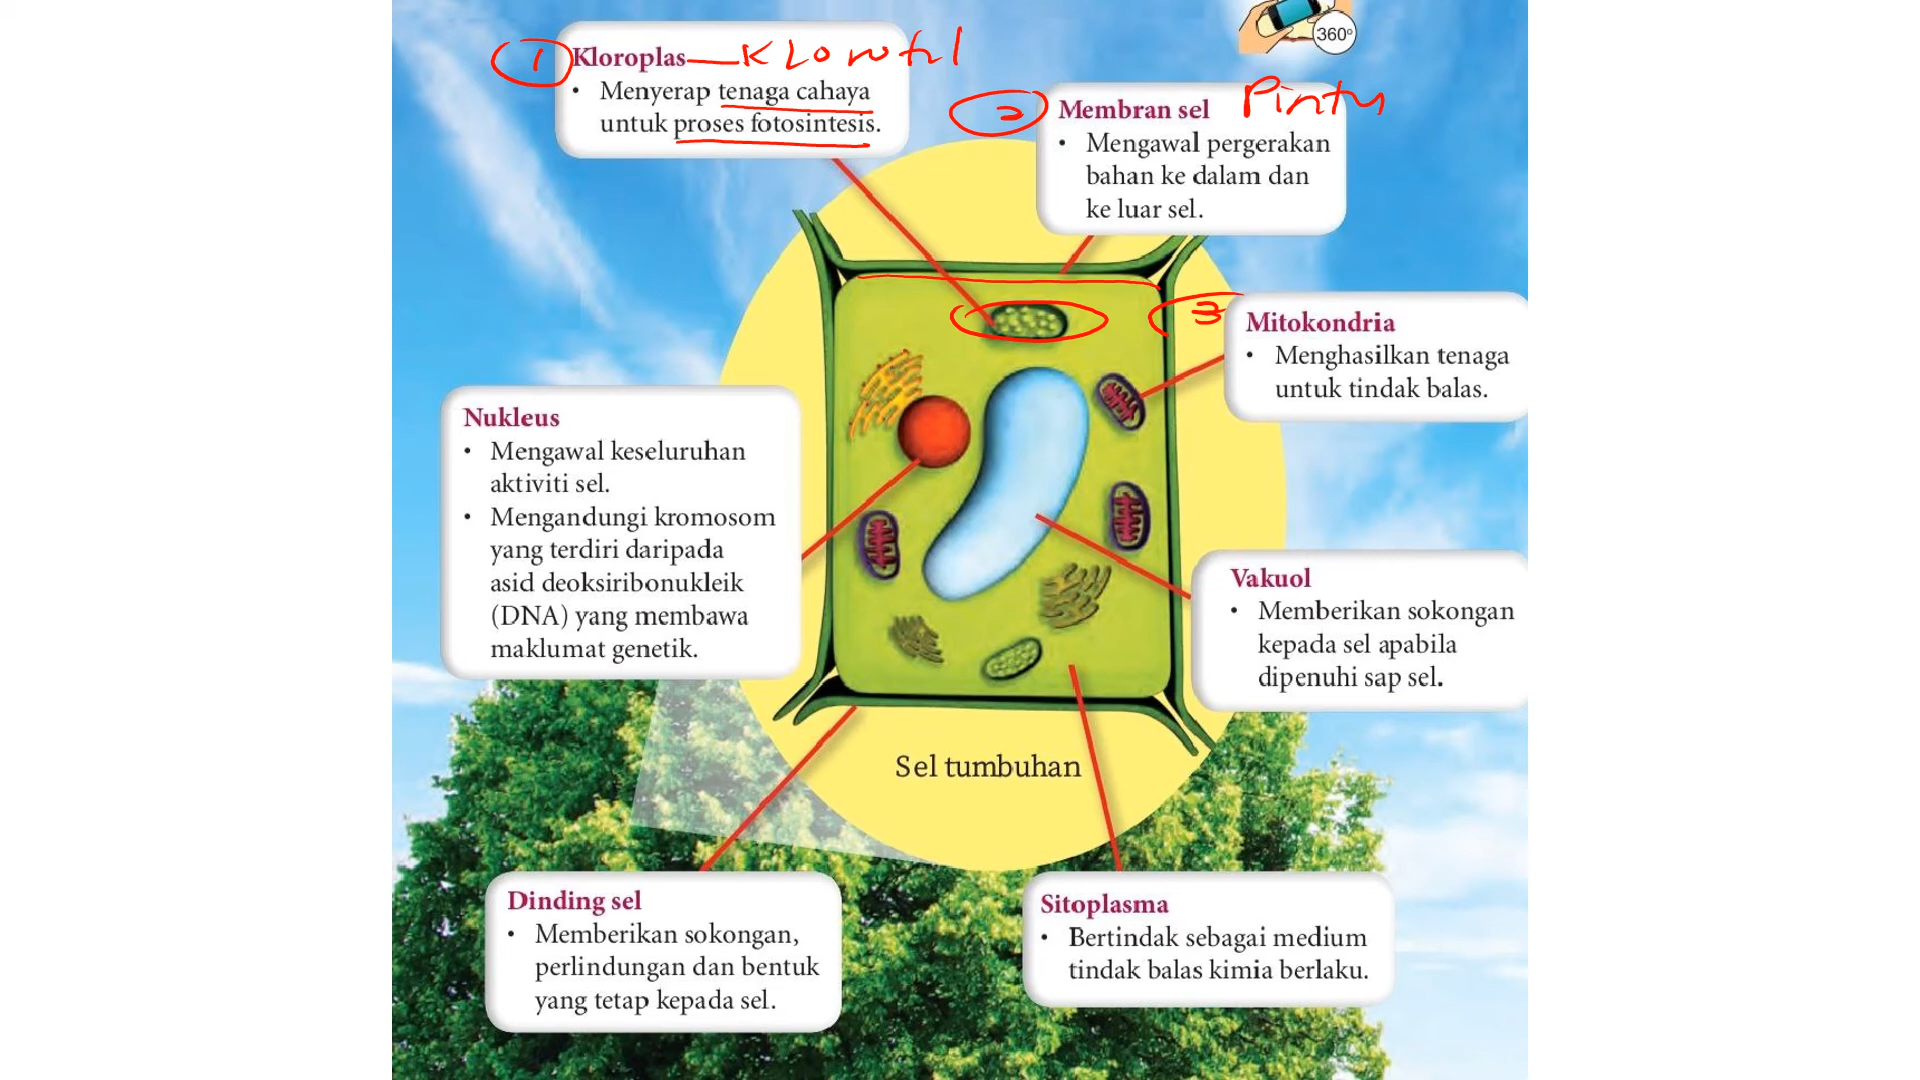 360°
1 Kloroplas Klorofil
• Menyerap tenaga cahaya
untuk proses fotosintesis.
2 Membran sel Pintu
• Mengawal pergerakan
bahan ke dalam dan
ke luar sel.
3 Mitokondria
• Menghasilkan tenaga
untuk tindak balas.
Nukleus
• Mengawal keseluruhan
aktiviti sel.
• Mengandungi kromosom
yang terdiri daripada
asid deoksiribonukleik
(DNA) yang membawa
maklumat genetik.
Vakuol
• Memberikan sokongan
kepada sel apabila
dipenuhi sap sel.
Sel tumbuhan
Dinding sel
• Memberikan sokongan,
perlindungan dan bentuk
yang tetap kepada sel.
Sitoplasma
• Bertindak sebagai medium
tindak balas kimia berlaku.